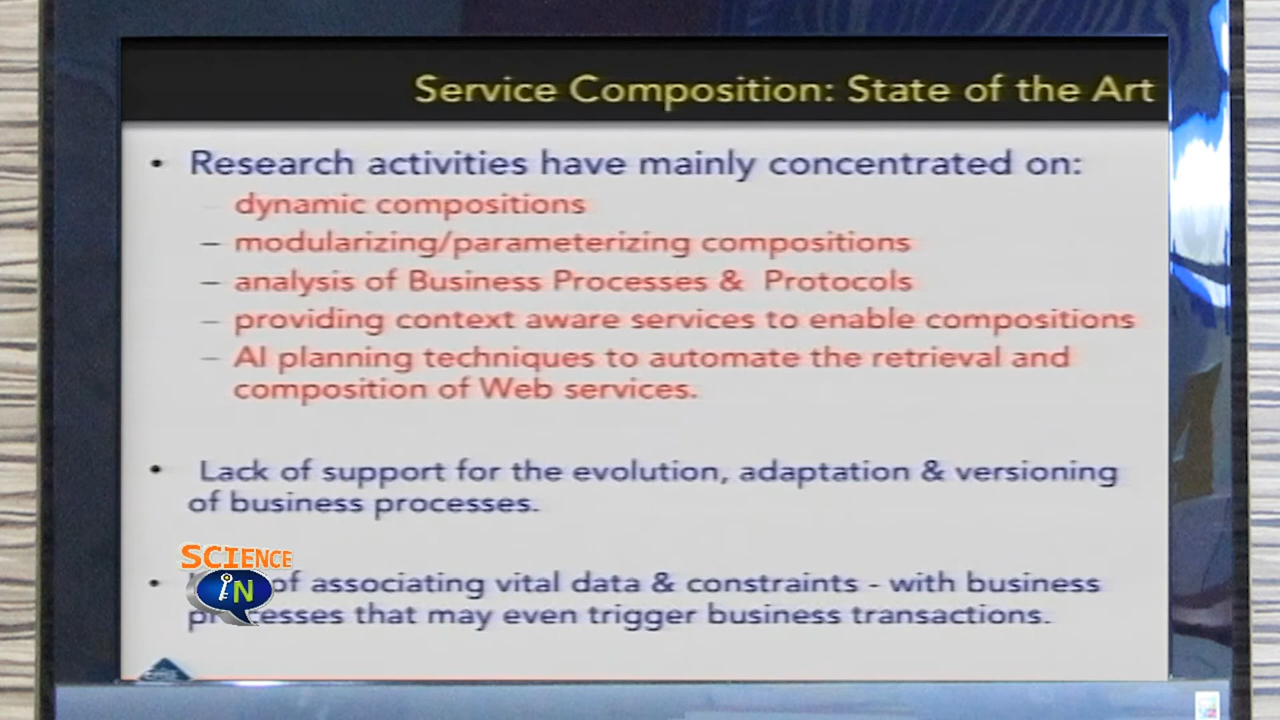 Service Composition: State of the Art
• Research activities have mainly concentrated on:
– dynamic compositions
– modularizing/parameterizing compositions
– analysis of Business Processes & Protocols
– providing context aware services to enable compositions
– AI planning techniques to automate the retrieval and
composition of Web services.
• Lack of support for the evolution, adaptation & versioning
of business processes.
SCIENCE
iN
• of associating vital data & constraints - with business
that may even trigger business transactions.